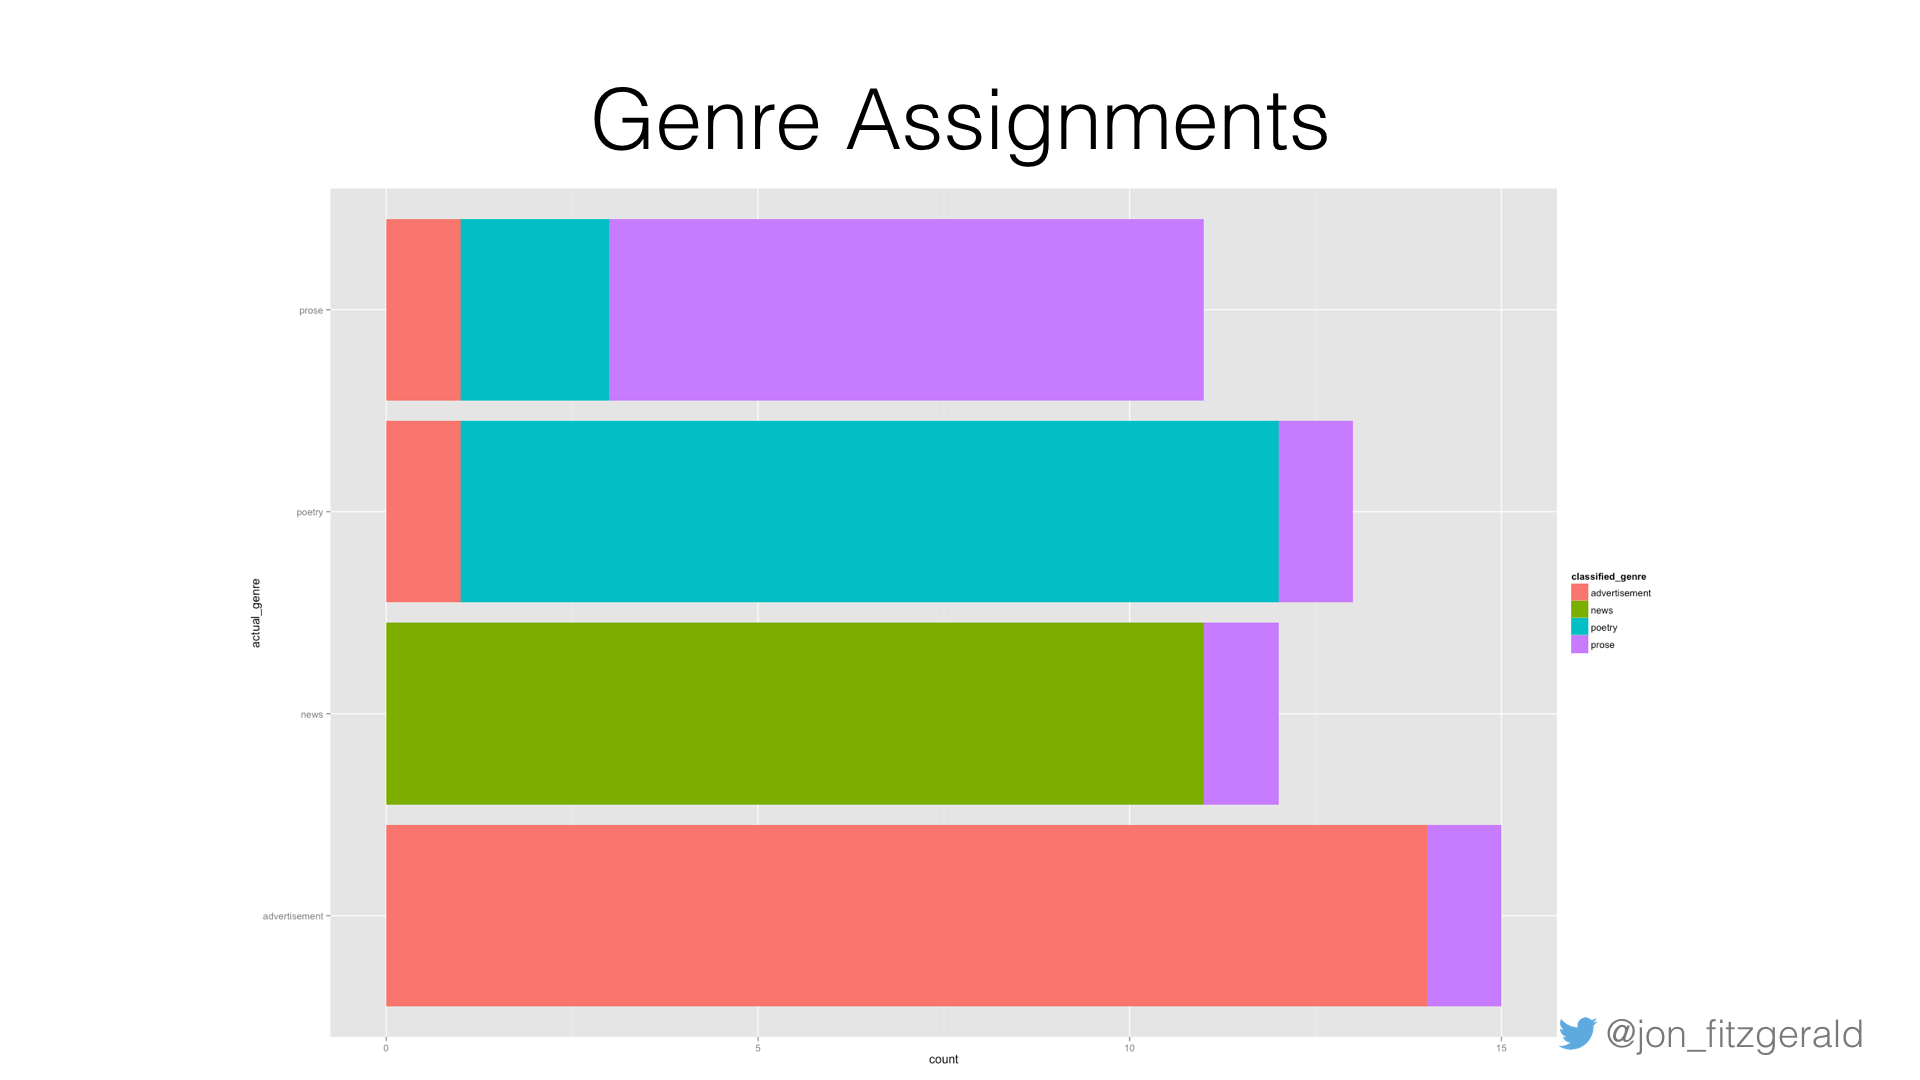 Genre Assignments
prose
poetry
news
advertisement
actual_genre
0 5 10 15
count
classified_genre
advertisement
news
poetry
prose
@jon_fitzgerald